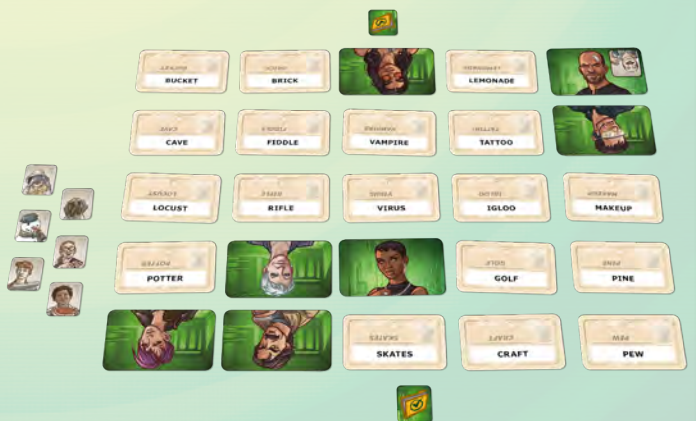 BUCKET
BRICK
LEMONADE
CAVE
FIDDLE
VAMPIRE
TATTOO
LOCUST
RIFLE
VIRUS
IGLOO
MAKEUP
POTTER
GOLF
PINE
SKATES
CRAFT
PEW